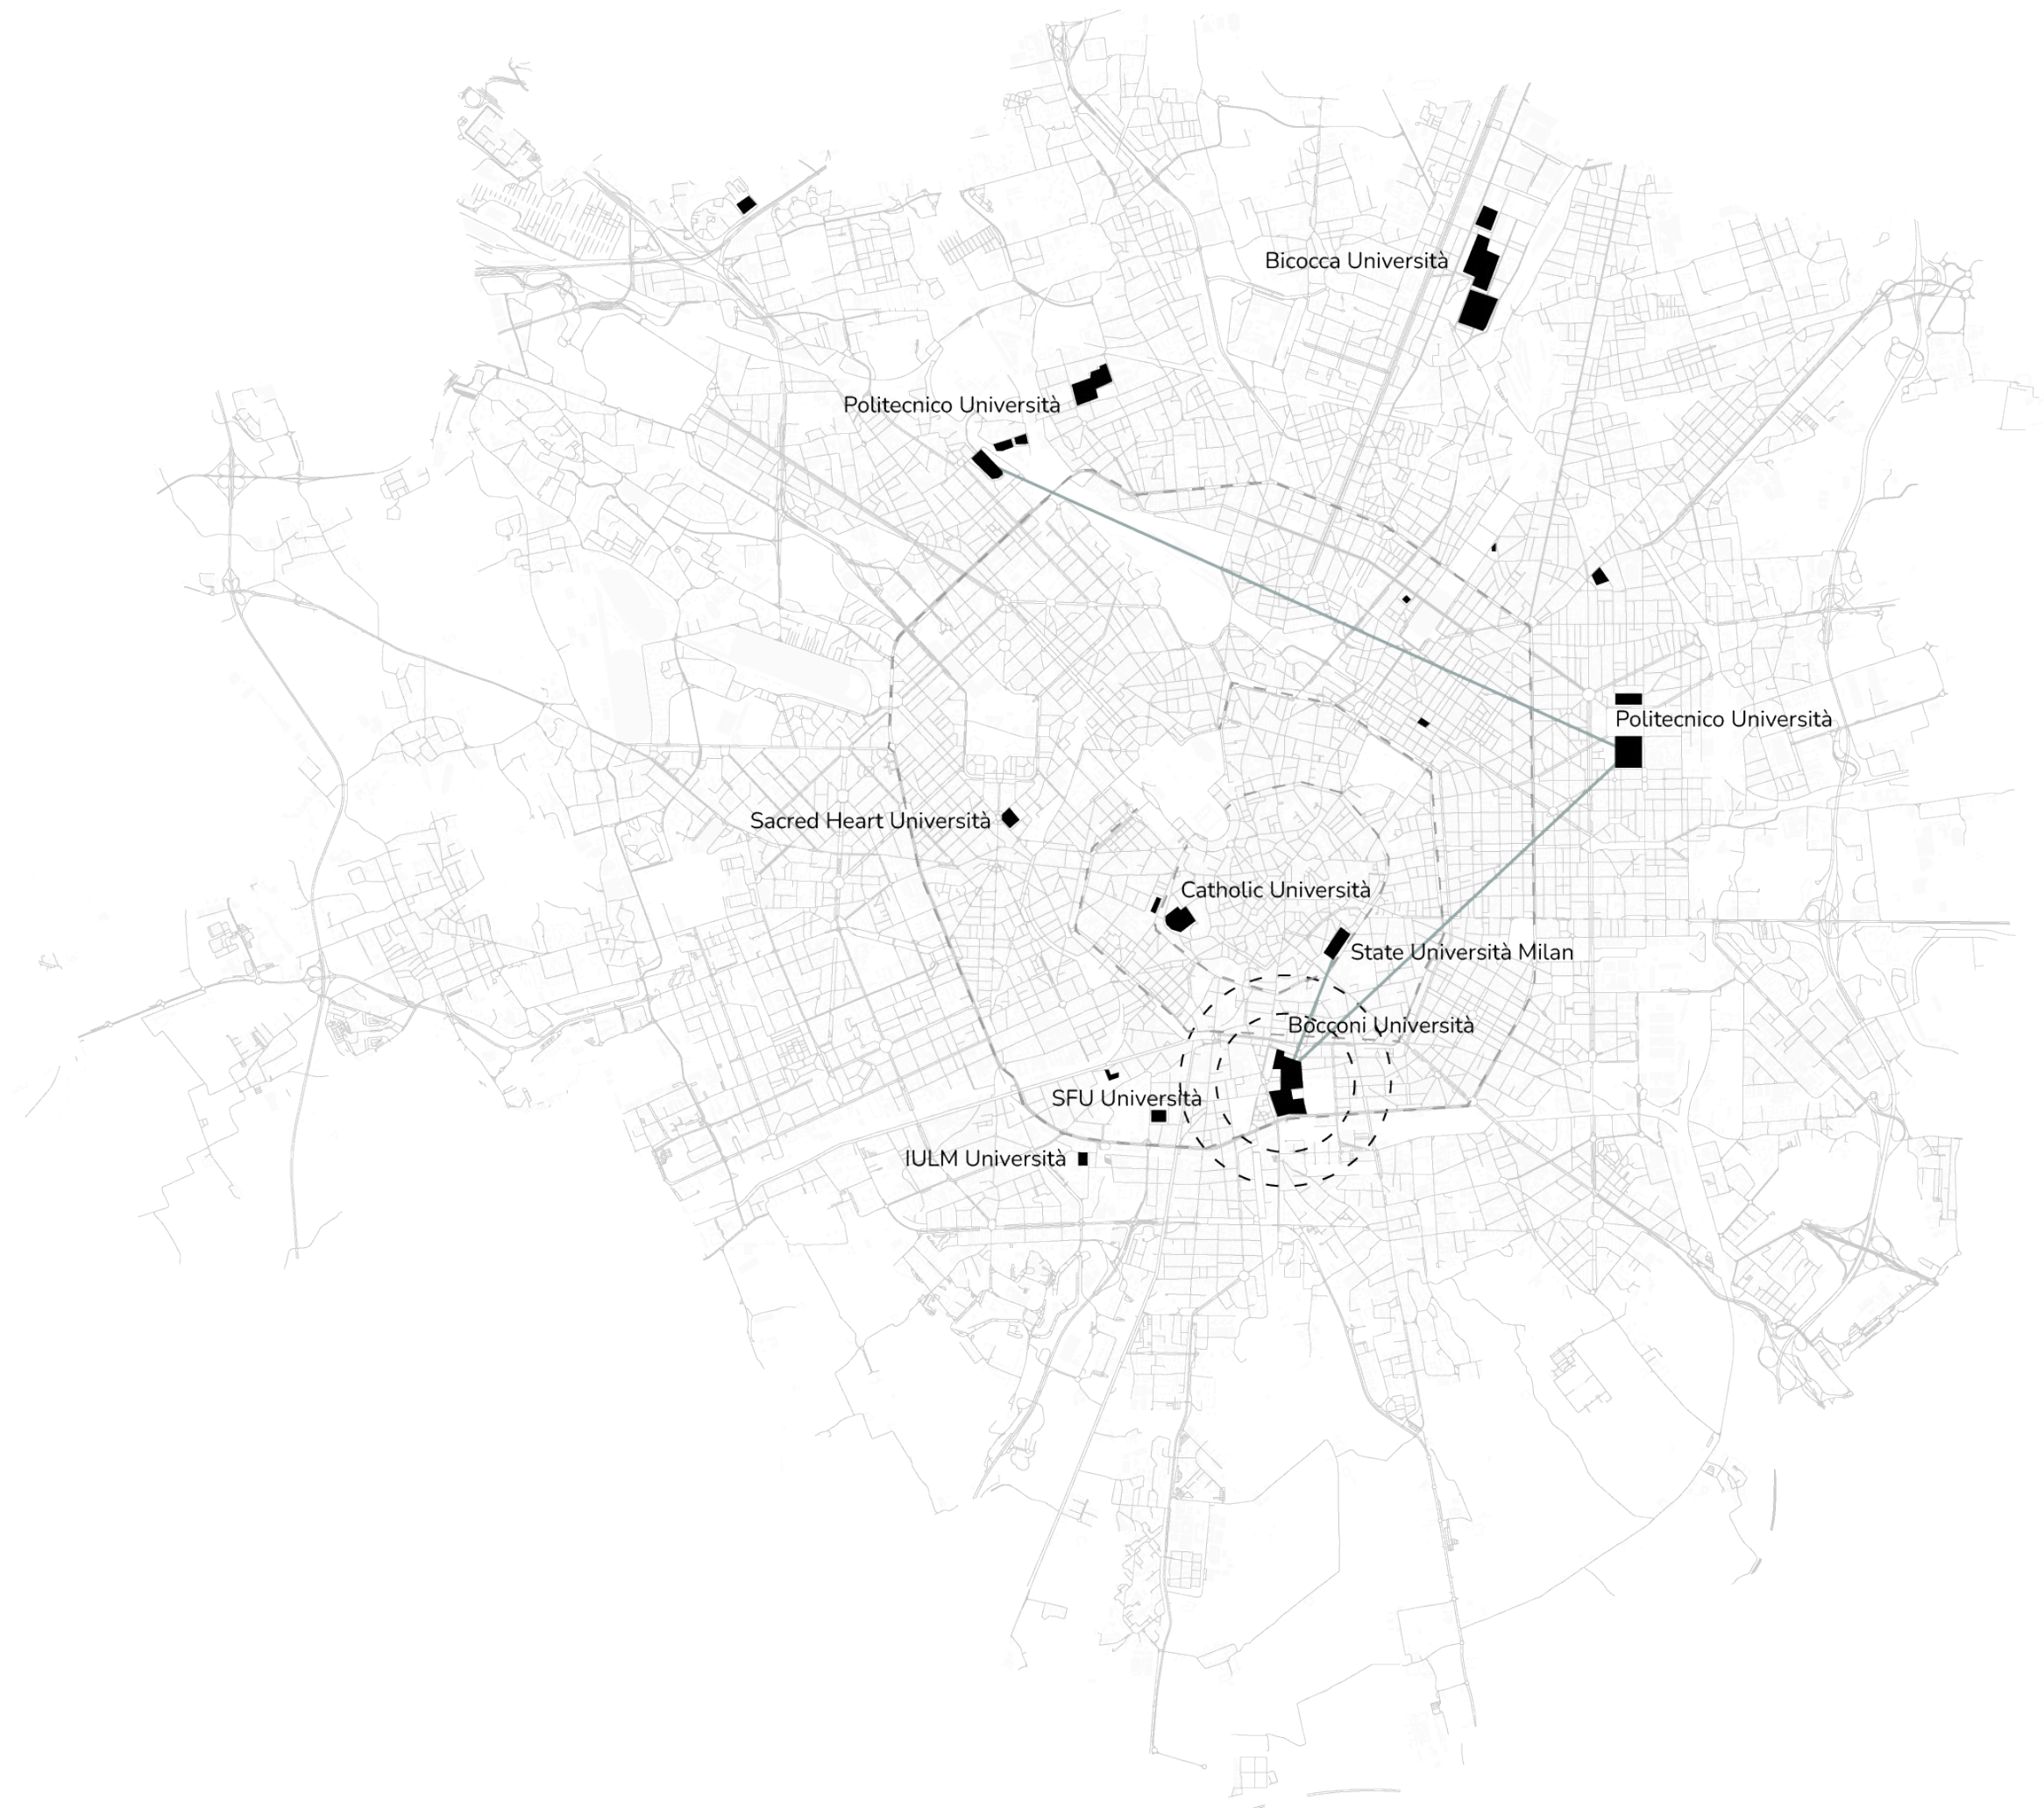 Bicocca Università
Politecnico Università
Politecnico Università
Sacred Heart Università
Catholic Università
State Università Milan
Bocconi Università
SFU Università
IULM Università